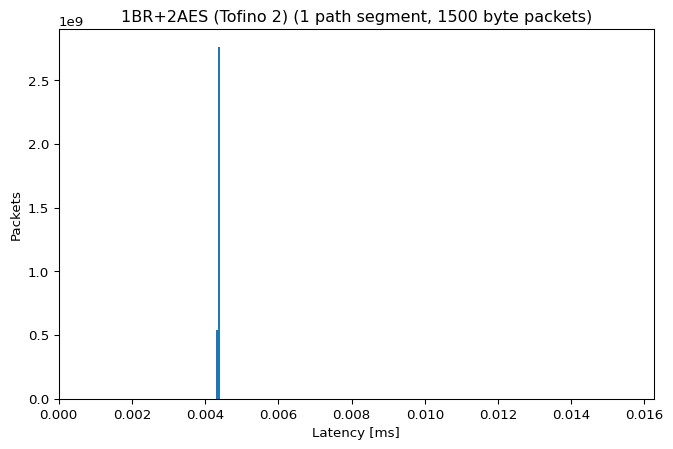 1BR+2AES (Tofino 2) (1 path segment, 1500 byte packets)
1e9
2.5
2.0
1.5
1.0
0.5
0.0
Packets
0.000 0.002 0.004 0.006 0.008 0.010 0.012 0.014 0.016
Latency [ms]